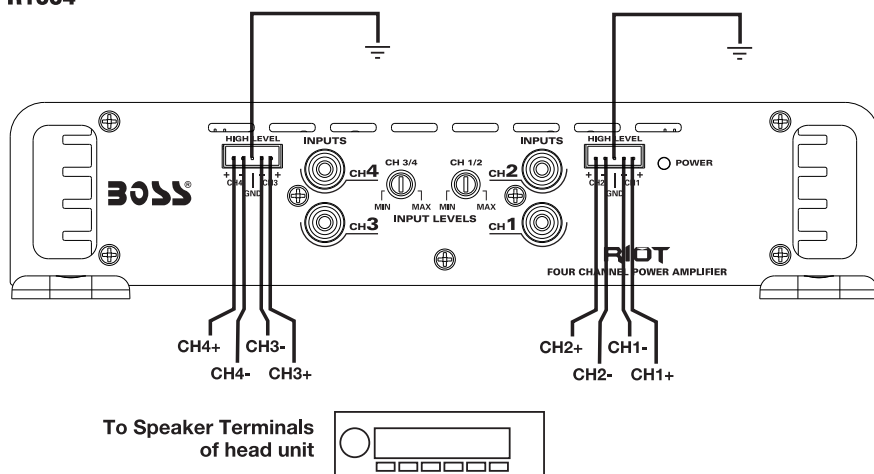 HIGH LEVEL
INPUTS
INPUTS
HIGH LEVEL
BOSS®
+ - - +
CH4 CH3
GND
CH4
CH3
CH 3/4
MIN MAX
CH 1/2
MIN MAX
INPUT LEVELS
CH2
CH1
+ - - +
CH2 CH1
GND
POWER
RIOT
FOUR CHANNEL POWER AMPLIFIER
CH4+ CH3-
CH4- CH3+
CH2+ CH1-
CH2- CH1+
To Speaker Terminals
of head unit